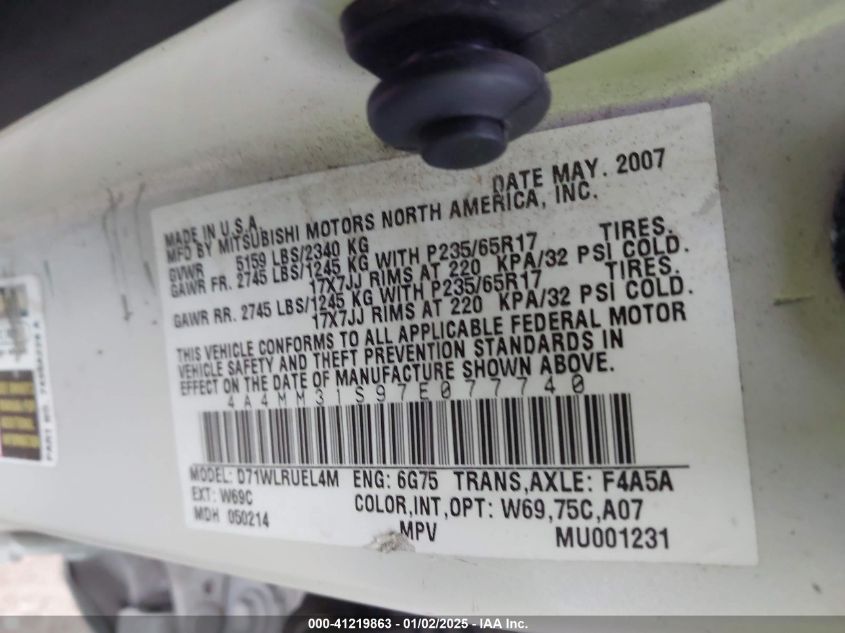 DATE MAY. 2007
MADE IN U.S.A.
MFD BY MITSUBISHI MOTORS NORTH AMERICA, INC.
GVWR 5159 LBS/2340 KG
GAWR FR. 2745 LBS/1245 KG WITH P235/65R17 TIRES.
17X7JJ RIMS AT 220 KPA/32 PSI COLD.
GAWR RR. 2745 LBS/1245 KG WITH P235/65R17 TIRES.
17X7JJ RIMS AT 220 KPA/32 PSI COLD.
THIS VEHICLE CONFORMS TO ALL APPLICABLE FEDERAL MOTOR
VEHICLE SAFETY AND THEFT PREVENTION STANDARDS IN
EFFECT ON THE DATE OF MANUFACTURE SHOWN ABOVE.
4A4MM31S97E077740
MODEL: D71WLRUEL4M ENG: 6G75 TRANS,AXLE: F4A5A
EXT: W69C COLOR,INT,OPT: W69,75C,A07
MDH 050214 MPV MU001231
PART NO.
000-41219863 - 01/02/2025 - IAA Inc.